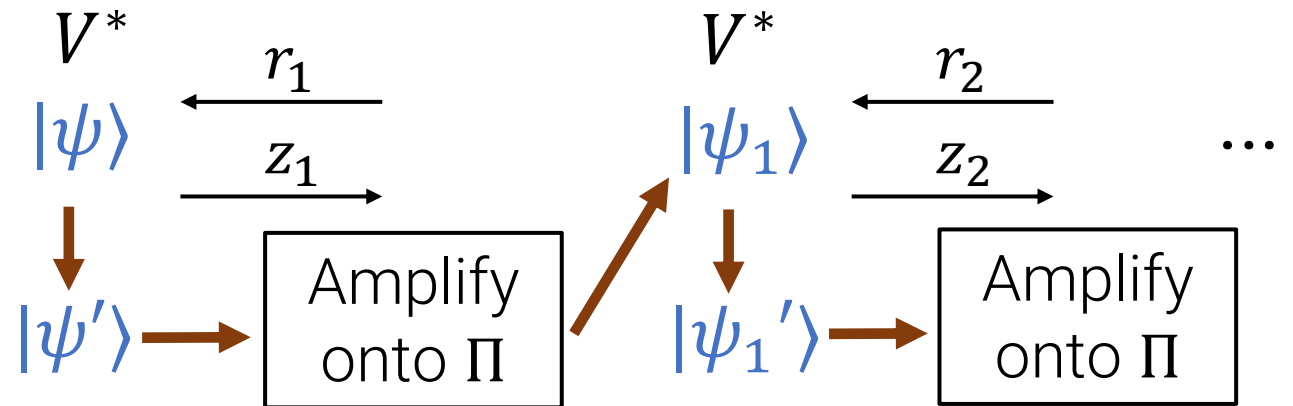 V*
r₁
|ψ⟩
z₁
|ψ′⟩
Amplify
onto Π
V*
r₂
|ψ₁⟩
z₂
...
|ψ₁′⟩
Amplify
onto Π